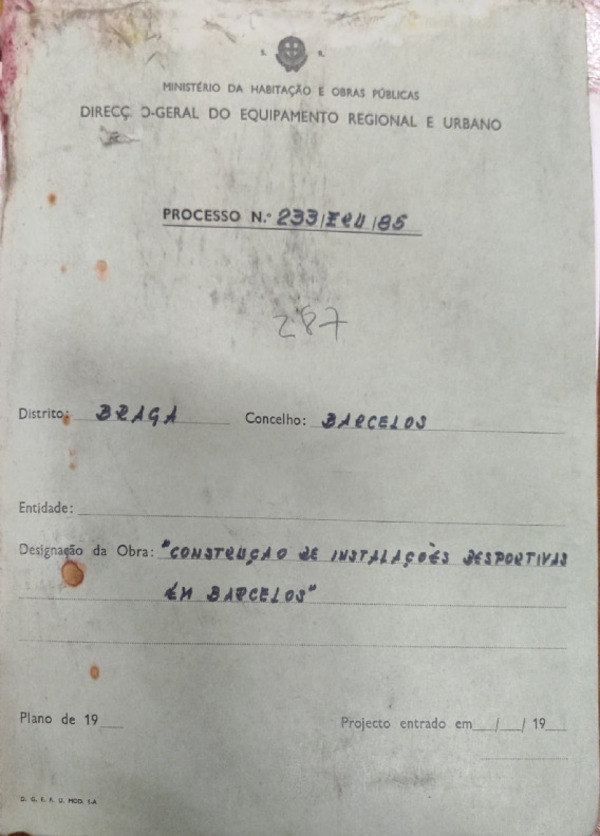 S. R.
MINISTÉRIO DA HABITAÇÃO E OBRAS PÚBLICAS
DIRECÇ O-GERAL DO EQUIPAMENTO REGIONAL E URBANO
PROCESSO N.º 233/ERU/85
287
Distrito: BRAGA Concelho: BARCELOS
Entidade:
Designação da Obra: "CONSTRUÇÃO DE INSTALAÇÕES DESPORTIVAS
EM BARCELOS"
Plano de 19 Projecto entrado em / / 19
D. G. E. R. U. MOD. 1-A